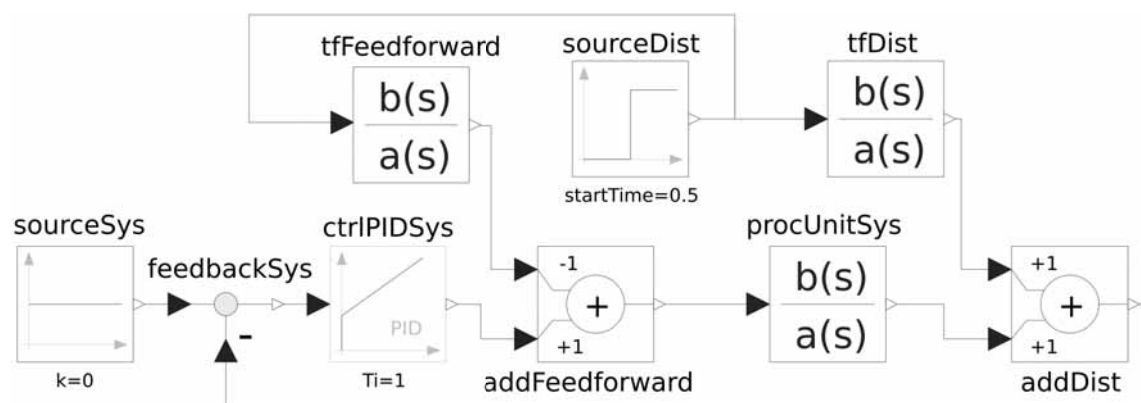 tfFeedforward
sourceDist
tfDist
b(s)
a(s)
b(s)
a(s)
startTime=0.5
sourceSys
ctrlPIDSys
procUnitSys
feedbackSys
-1
+
+1
b(s)
a(s)
+1
+
+1
PID
-
k=0
Ti=1
addFeedforward
addDist